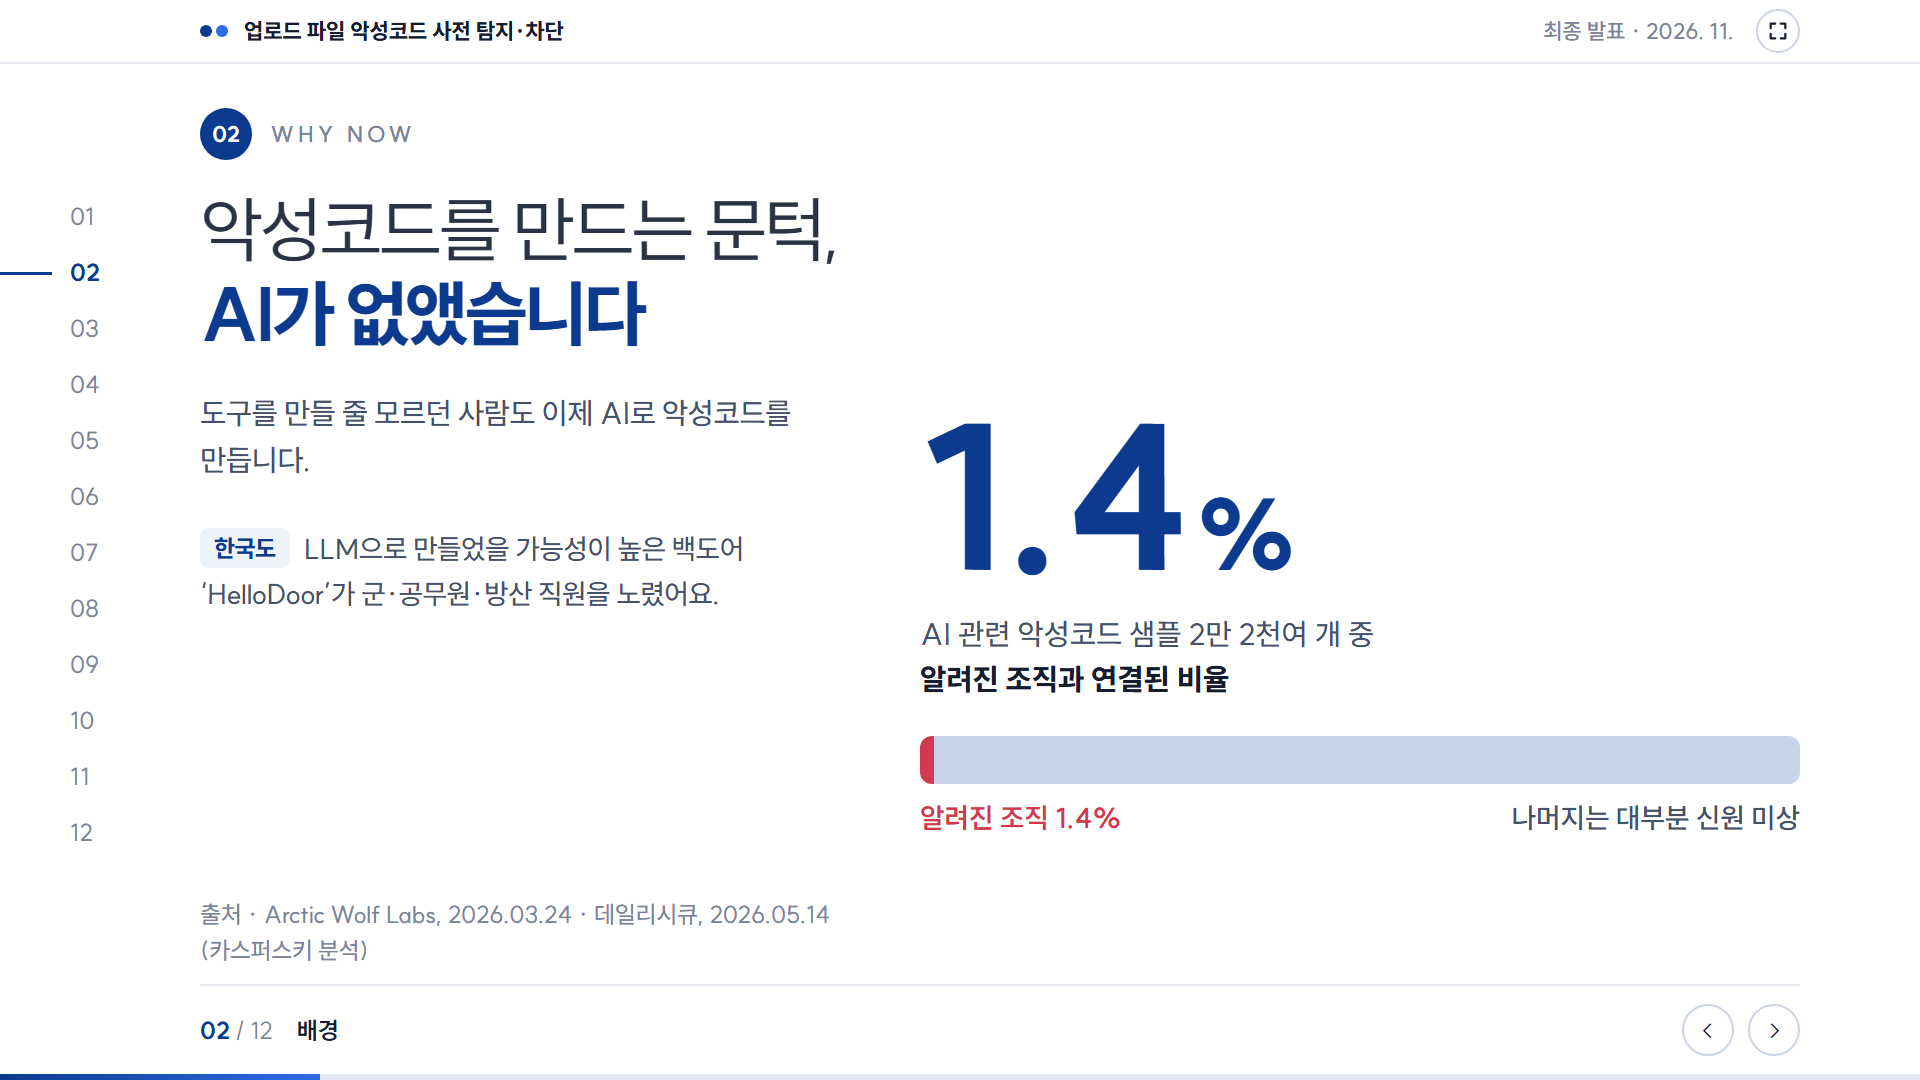 업로드 파일 악성코드 사전 탐지·차단
최종 발표 · 2026. 11.
02 WHY NOW
악성코드를 만드는 문턱,
AI가 없앴습니다
도구를 만들 줄 모르던 사람도 이제 AI로 악성코드를
만듭니다.
한국도 LLM으로 만들었을 가능성이 높은 백도어
‘HelloDoor’가 군·공무원·방산 직원을 노렸어요.
01
02
03
04
05
06
07
08
09
10
11
12
1.4%
AI 관련 악성코드 샘플 2만 2천여 개 중
알려진 조직과 연결된 비율
알려진 조직 1.4%
나머지는 대부분 신원 미상
출처 · Arctic Wolf Labs, 2026.03.24 · 데일리시큐, 2026.05.14
(카스퍼스키 분석)
02 / 12 배경